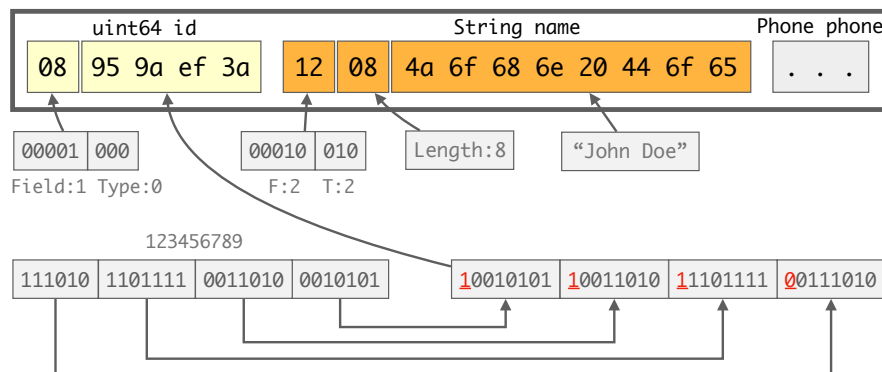 uint64 id String name Phone phone
08 95 9a ef 3a 12 08 4a 6f 68 6e 20 44 6f 65 . . .
00001 000 00010 010 Length:8 “John Doe”
Field:1 Type:0 F:2 T:2
123456789
111010 1101111 0011010 0010101 10010101 10011010 11101111 00111010